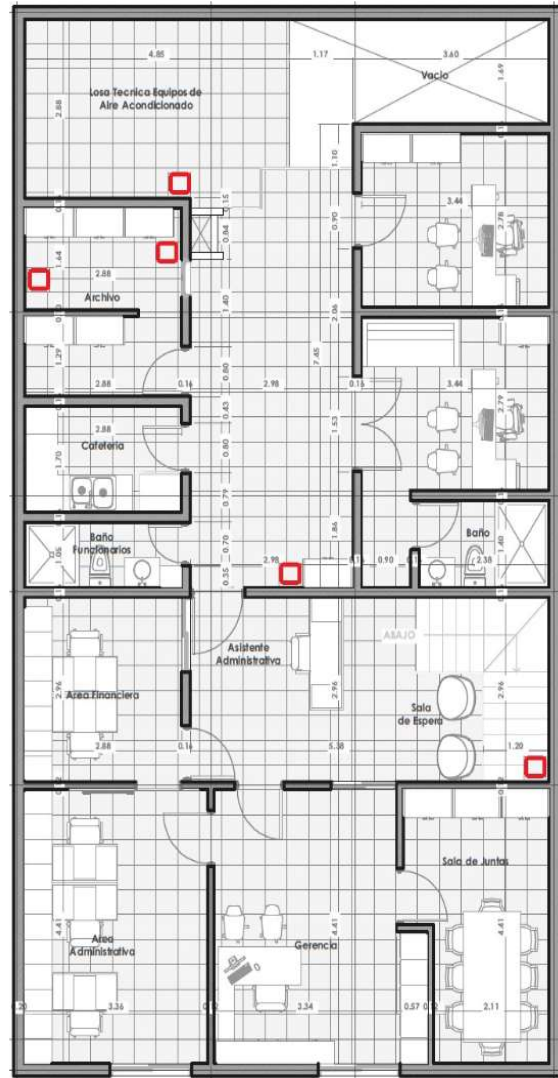 4.85
1.17
3.60
Vacio
1.69
Losa Tecnica Equipos de
Aire Acondicionado
2.88
1.10
0.15
0.84
0.90
3.44
2.78
1.64
2.88
Archivo
1.40
2.06
7.45
1.29
2.88
0.16
0.80
2.98
0.16
3.44
2.79
0.43
1.53
2.88
Cafeteria
1.70
0.80
0.79
Baño
Funcionarios
1.06
0.70
1.86
Baño
1.40
2.98
0.35
0.16
0.90
2.38
Asistente
Administrativa
ABAJO
2.96
Area Financiera
2.96
2.96
Sala
de Espera
2.88
0.16
5.38
1.20
Sala de Juntas
4.41
Area
Administrativa
4.41
Gerencia
4.41
3.36
3.34
0.57
2.11